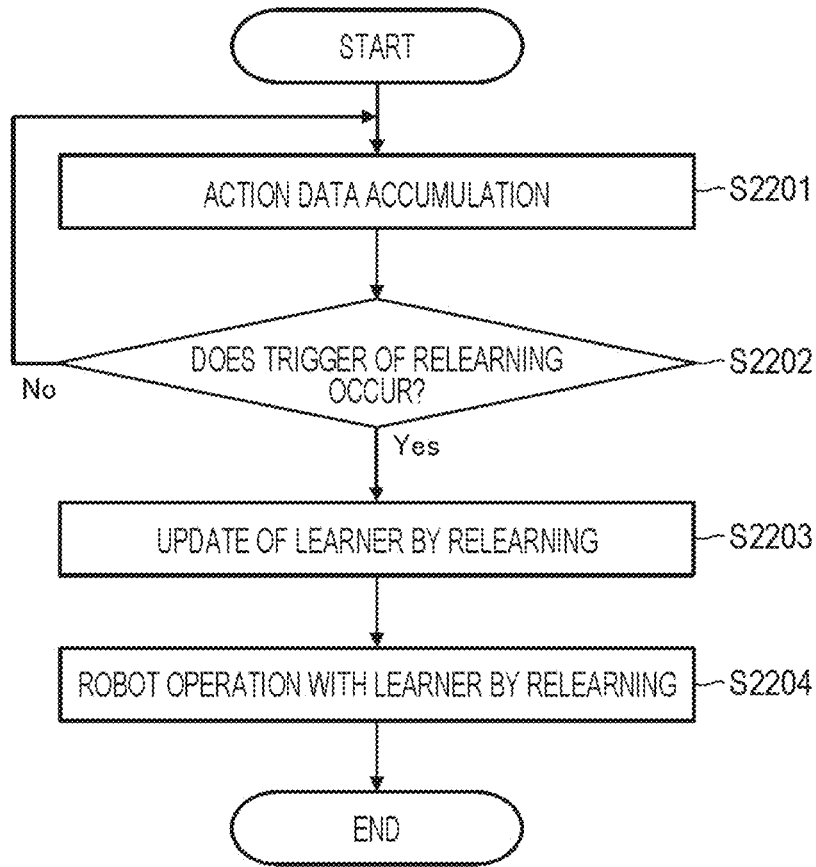 START
ACTION DATA ACCUMULATION
S2201
DOES TRIGGER OF RELEARNING
OCCUR?
S2202
No
Yes
UPDATE OF LEARNER BY RELEARNING
S2203
ROBOT OPERATION WITH LEARNER BY RELEARNING
S2204
END